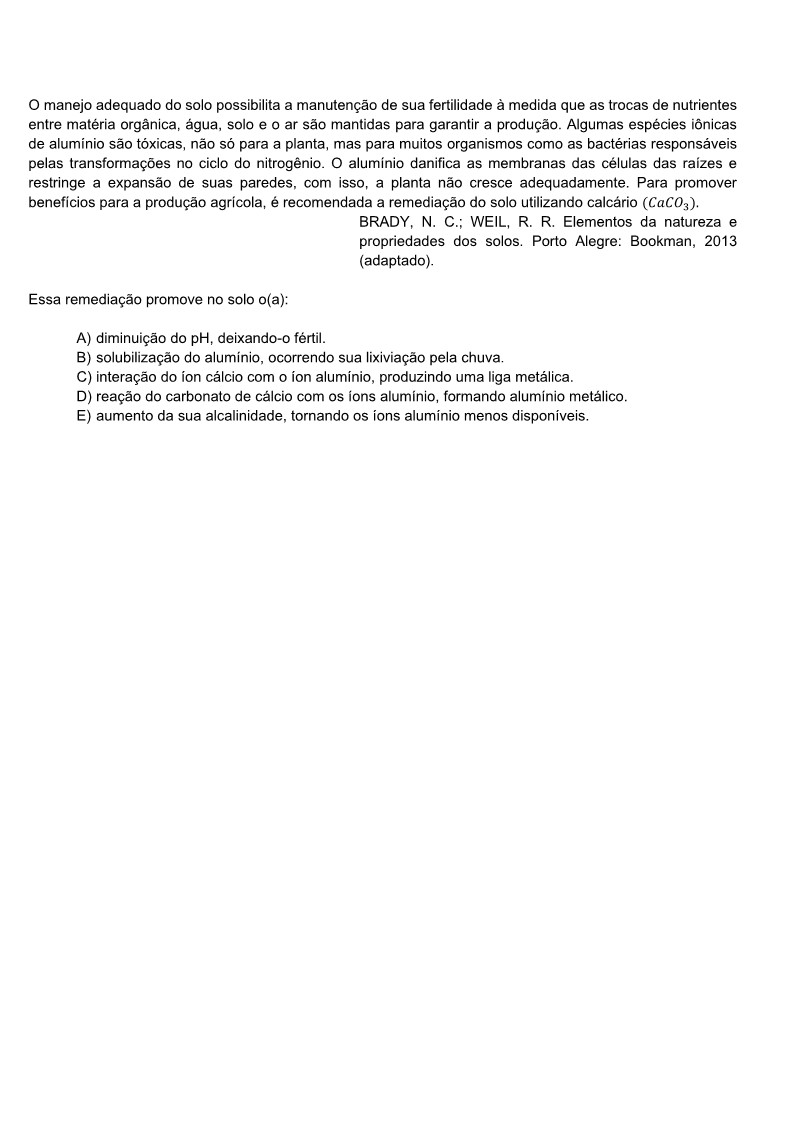 O manejo adequado do solo possibilita a manutenção de sua fertilidade à medida que as trocas de nutrientes
entre matéria orgânica, água, solo e o ar são mantidas para garantir a produção. Algumas espécies iônicas
de alumínio são tóxicas, não só para a planta, mas para muitos organismos como as bactérias responsáveis
pelas transformações no ciclo do nitrogênio. O alumínio danifica as membranas das células das raízes e
restringe a expansão de suas paredes, com isso, a planta não cresce adequadamente. Para promover
benefícios para a produção agrícola, é recomendada a remediação do solo utilizando calcário (CaCO₃).
BRADY, N. C.; WEIL, R. R. Elementos da natureza e
propriedades dos solos. Porto Alegre: Bookman, 2013
(adaptado).
Essa remediação promove no solo o(a):
A) diminuição do pH, deixando-o fértil.
B) solubilização do alumínio, ocorrendo sua lixiviação pela chuva.
C) interação do íon cálcio com o íon alumínio, produzindo uma liga metálica.
D) reação do carbonato de cálcio com os íons alumínio, formando alumínio metálico.
E) aumento da sua alcalinidade, tornando os íons alumínio menos disponíveis.